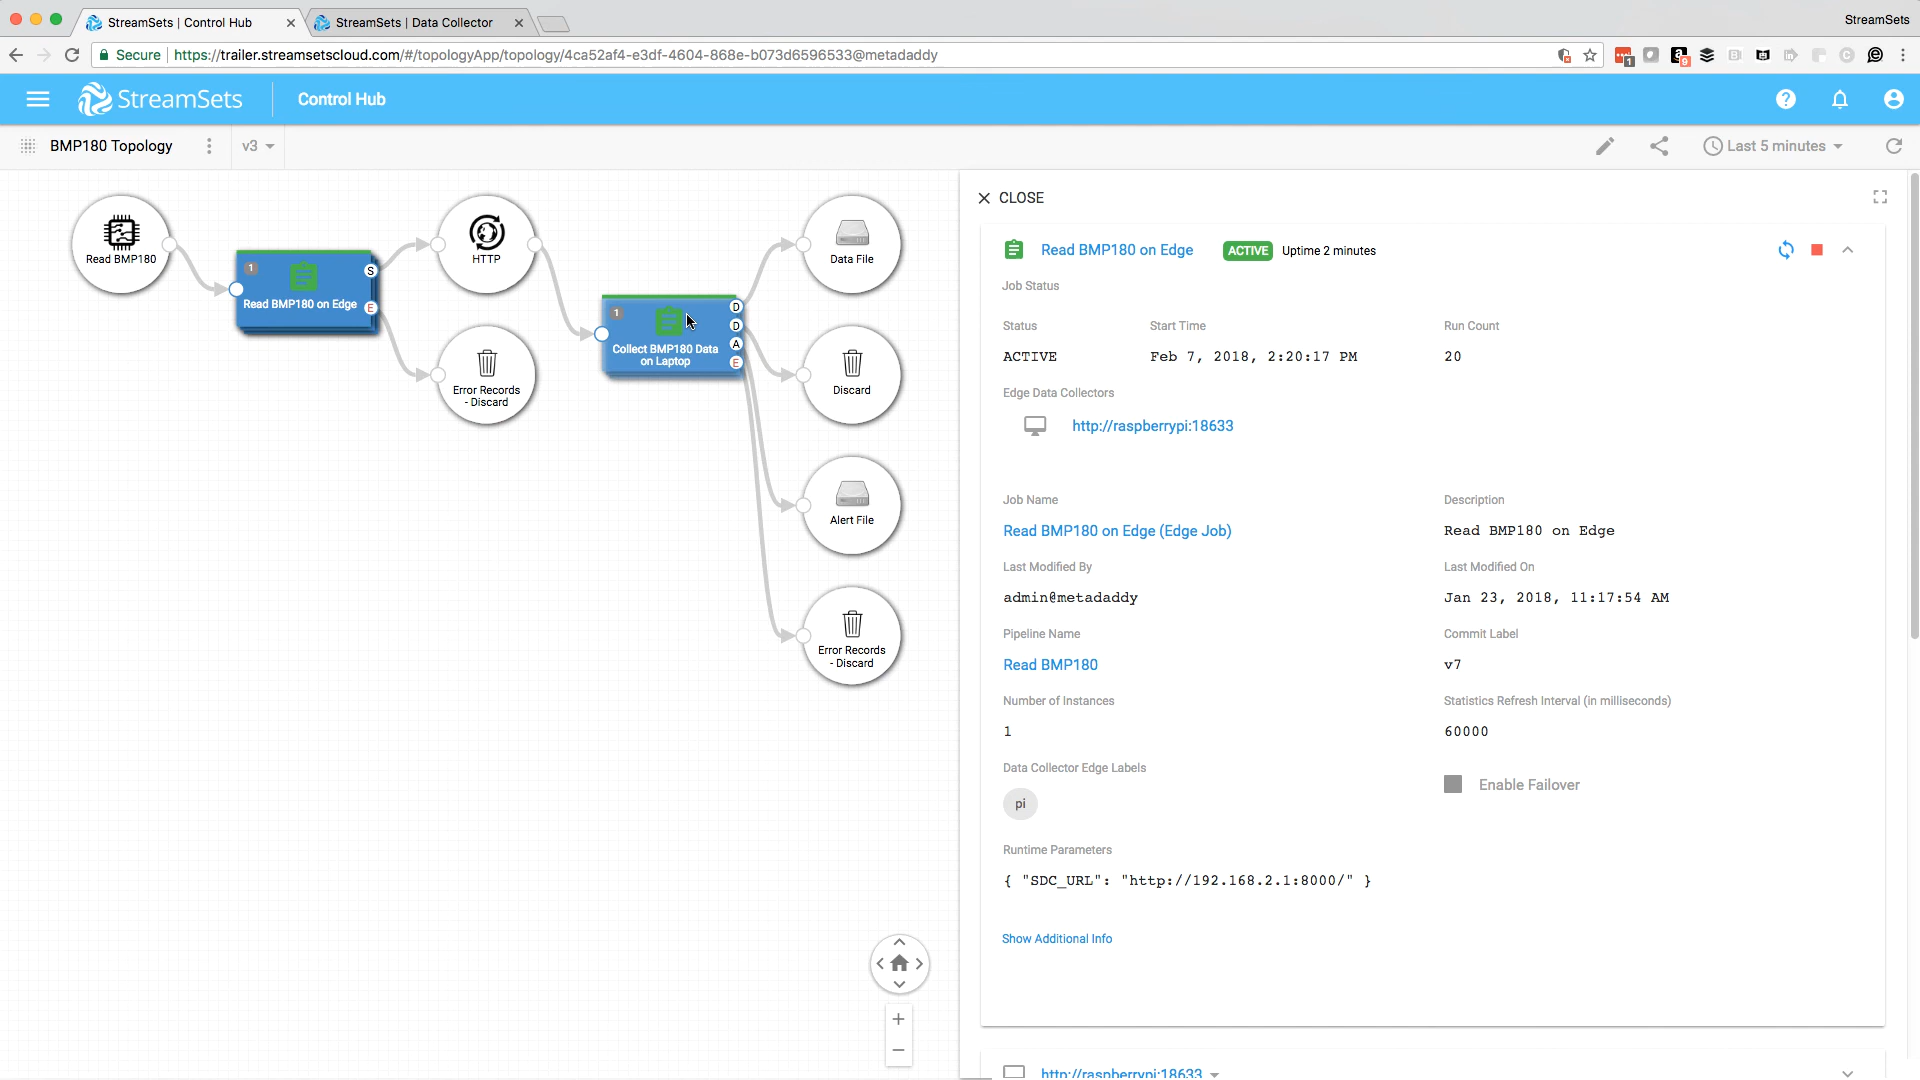 StreamSets | Control Hub
StreamSets | Data Collector
StreamSets
Secure
https://trailer.streamsetscloud.com/#/topologyApp/topology/4ca52af4-e3df-4604-868e-b073d6596533@metadaddy
1
9
StreamSets
Control Hub
BMP180 Topology
v3
Last 5 minutes
Read BMP180
1
S
Read BMP180 on Edge
E
HTTP
Error Records
- Discard
1
D
D
A
E
Collect BMP180 Data
on Laptop
Data File
Discard
Alert File
Error Records
- Discard
CLOSE
Read BMP180 on Edge
ACTIVE
Uptime 2 minutes
Job Status
Status
Start Time
Run Count
ACTIVE
Feb 7, 2018, 2:20:17 PM
20
Edge Data Collectors
http://raspberrypi:18633
Job Name
Description
Read BMP180 on Edge (Edge Job)
Read BMP180 on Edge
Last Modified By
Last Modified On
admin@metadaddy
Jan 23, 2018, 11:17:54 AM
Pipeline Name
Commit Label
Read BMP180
v7
Number of Instances
Statistics Refresh Interval (in milliseconds)
1
60000
Data Collector Edge Labels
pi
Enable Failover
Runtime Parameters
{ "SDC_URL": "http://192.168.2.1:8000/" }
Show Additional Info
http://raspberrypi:18633